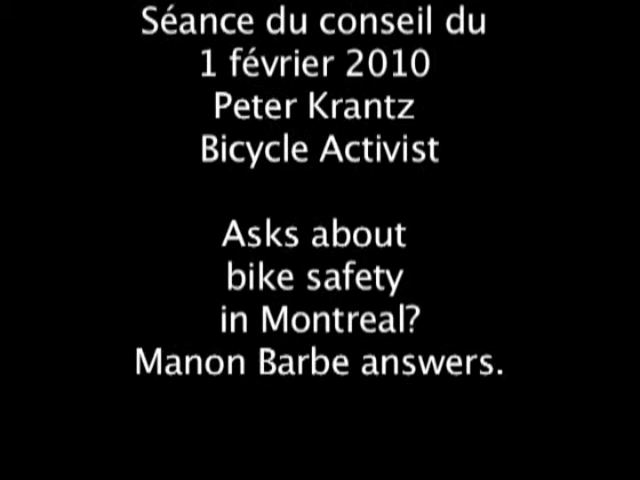 Séance du conseil du
1 février 2010
Peter Krantz
Bicycle Activist
Asks about
bike safety
in Montreal?
Manon Barbe answers.